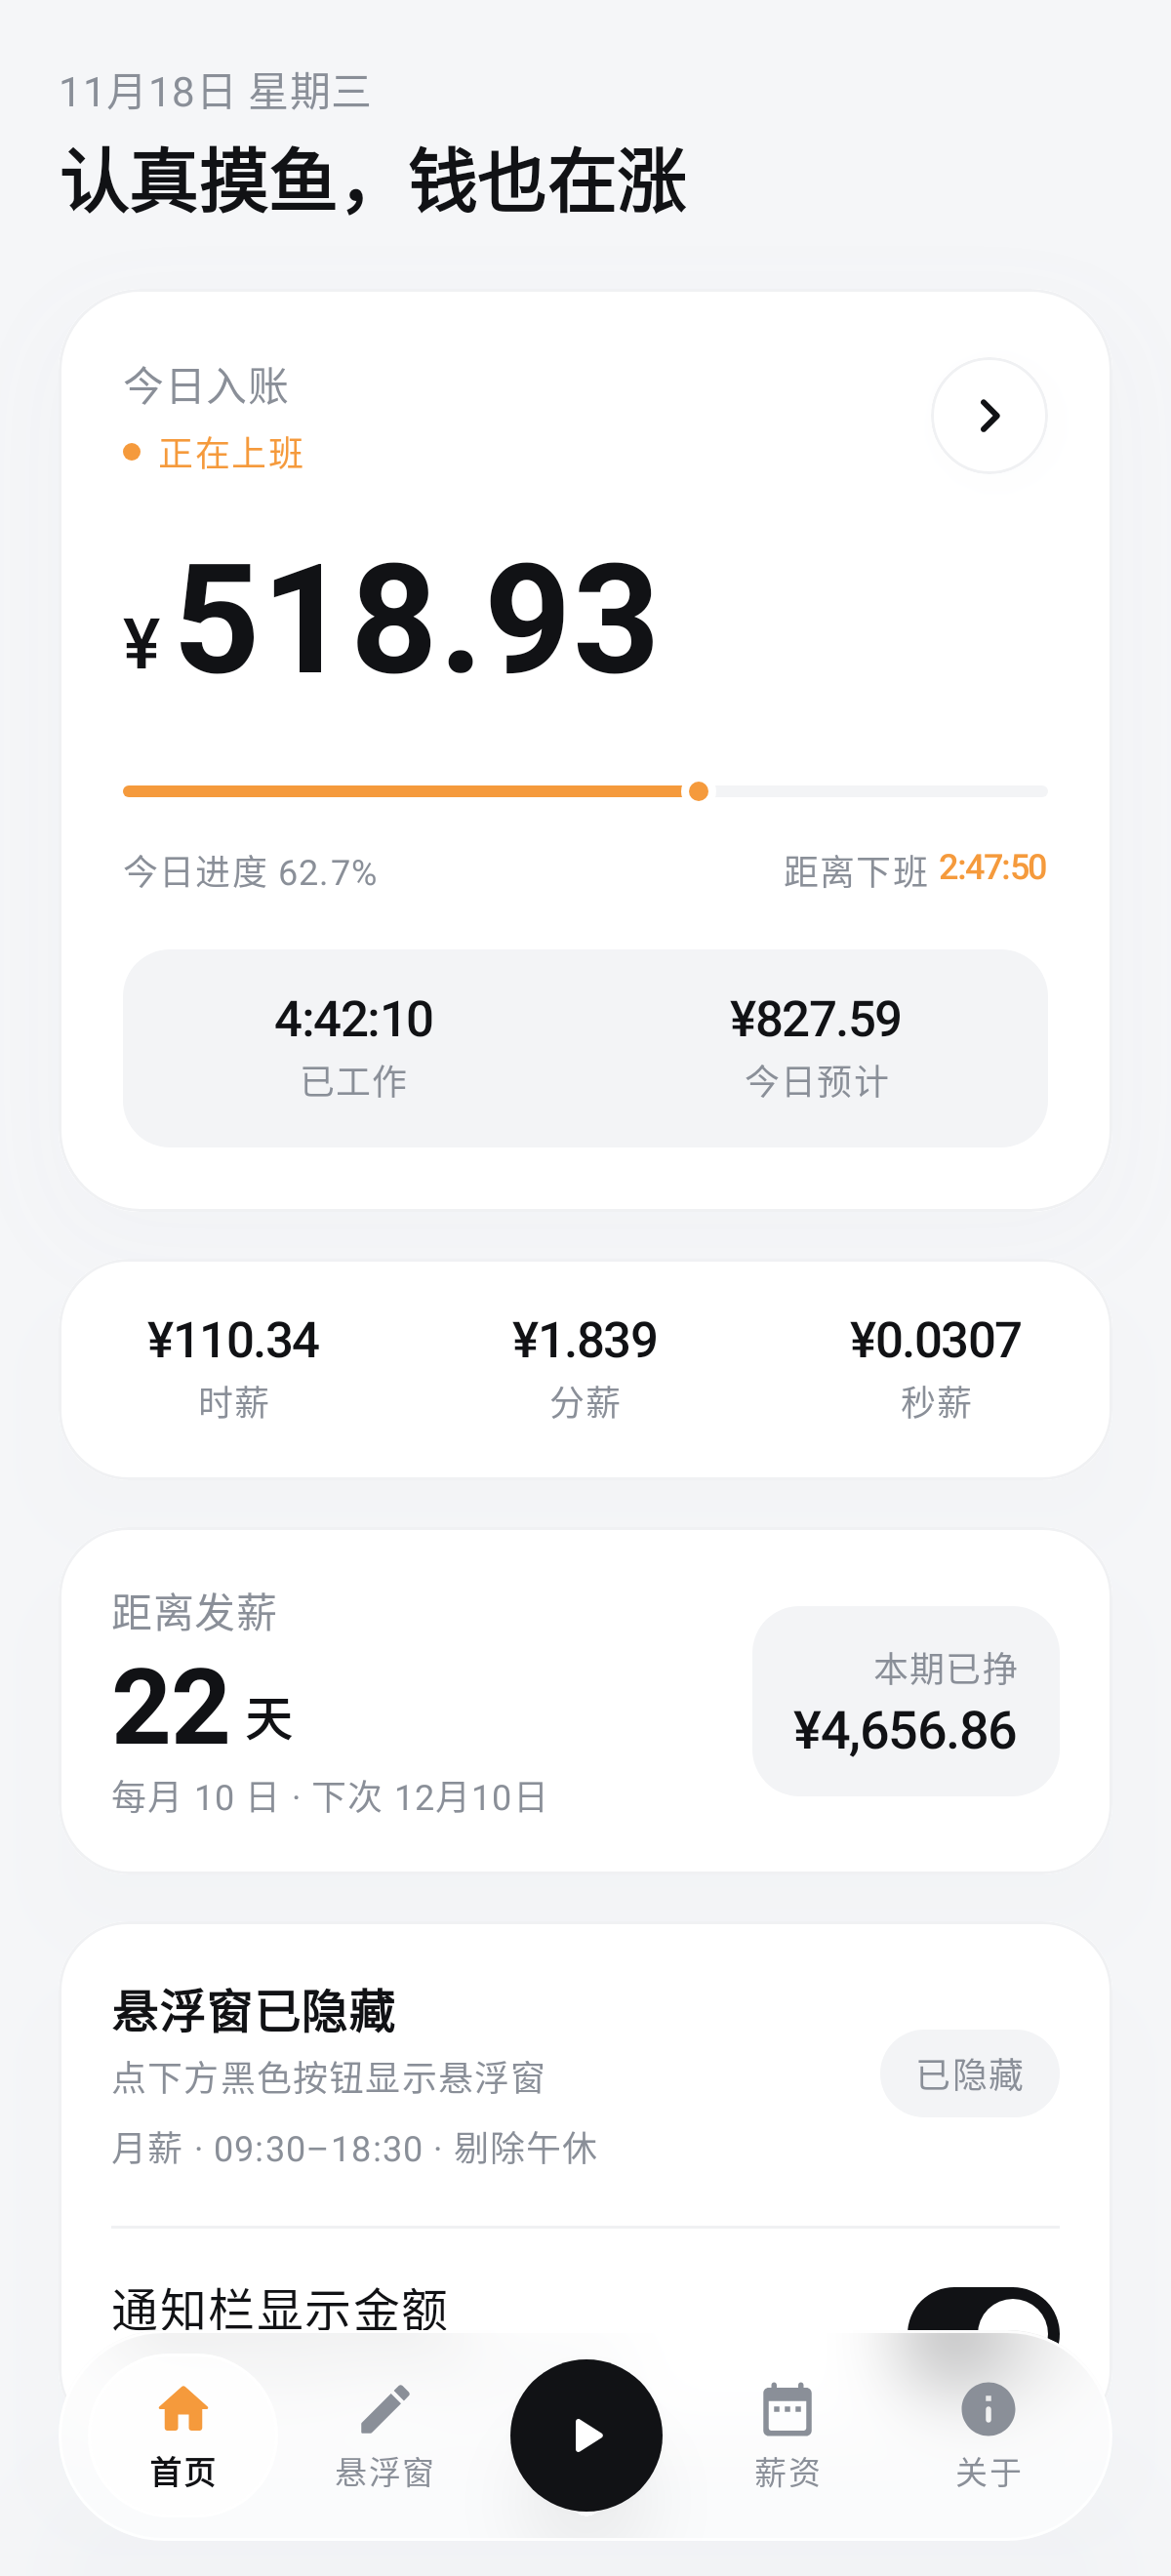 11月18日 星期三
认真摸鱼，钱也在涨
今日入账
正在上班
¥518.93
今日进度 62.7%
距离下班 2:47:50
4:42:10
已工作
¥827.59
今日预计
¥110.34
时薪
¥1.839
分薪
¥0.0307
秒薪
距离发薪
22 天
每月 10 日 · 下次 12月10日
本期已挣
¥4,656.86
悬浮窗已隐藏
点下方黑色按钮显示悬浮窗
月薪 · 09:30–18:30 · 剔除午休
已隐藏
通知栏显示金额
首页
悬浮窗
薪资
关于